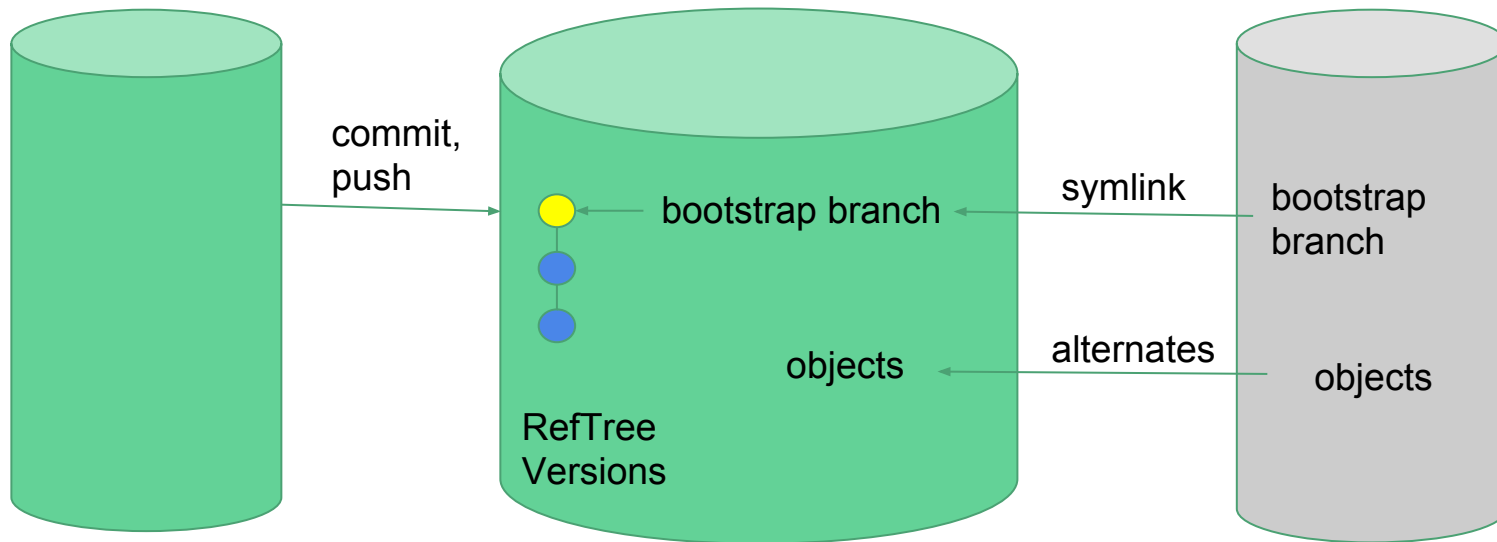 commit,
push
bootstrap branch
symlink
bootstrap
branch
objects
alternates
objects
RefTree
Versions